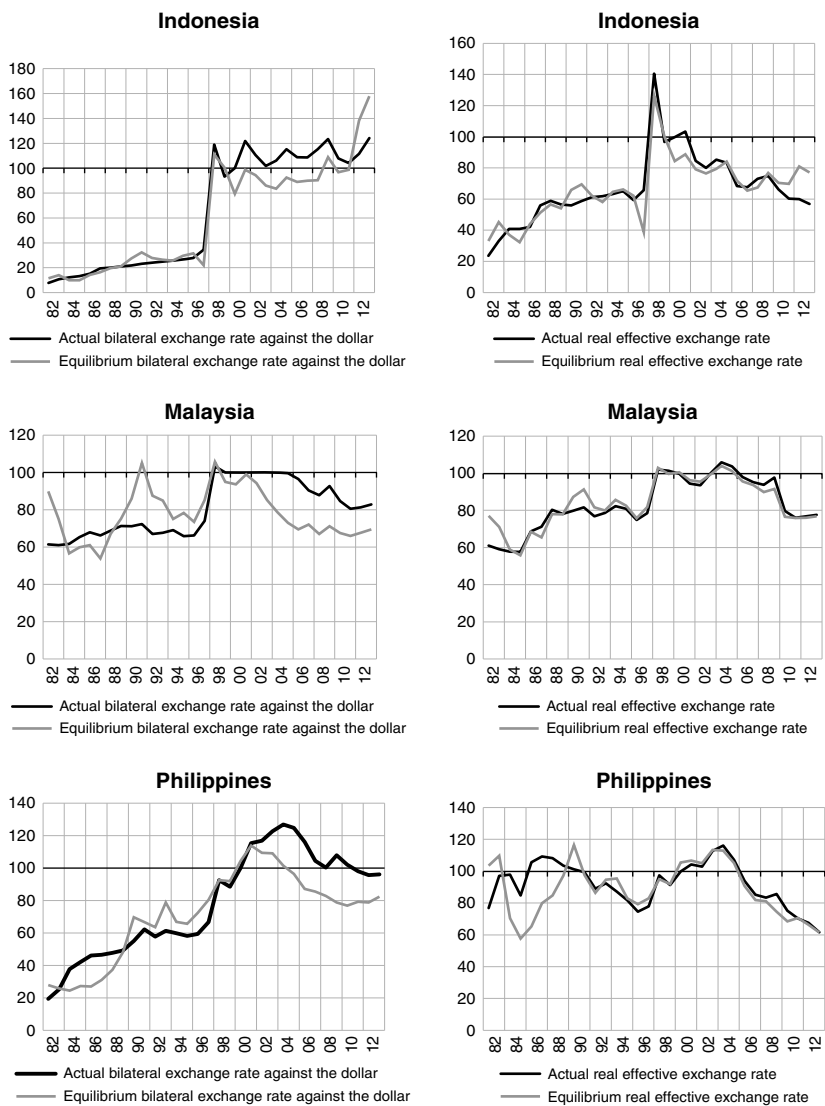 Indonesia
180
160
140
120
100
80
60
40
20
0
82 84 86 88 90 92 94 96 98 00 02 04 06 08 10 12
Actual bilateral exchange rate against the dollar
Equilibrium bilateral exchange rate against the dollar
Indonesia
160
140
120
100
80
60
40
20
0
82 84 86 88 90 92 94 96 98 00 02 04 06 08 10 12
Actual real effective exchange rate
Equilibrium real effective exchange rate
Malaysia
120
100
80
60
40
20
0
82 84 86 88 90 92 94 96 98 00 02 04 06 08 10 12
Actual bilateral exchange rate against the dollar
Equilibrium bilateral exchange rate against the dollar
Malaysia
120
100
80
60
40
20
0
82 84 86 88 90 92 94 96 98 00 02 04 06 08 10 12
Actual real effective exchange rate
Equilibrium real effective exchange rate
Philippines
140
120
100
80
60
40
20
0
82 84 86 88 90 92 94 96 98 00 02 04 06 08 10 12
Actual bilateral exchange rate against the dollar
Equilibrium bilateral exchange rate against the dollar
Philippines
140
120
100
80
60
40
20
0
82 84 86 88 90 92 94 96 98 00 02 04 06 08 10 12
Actual real effective exchange rate
Equilibrium real effective exchange rate